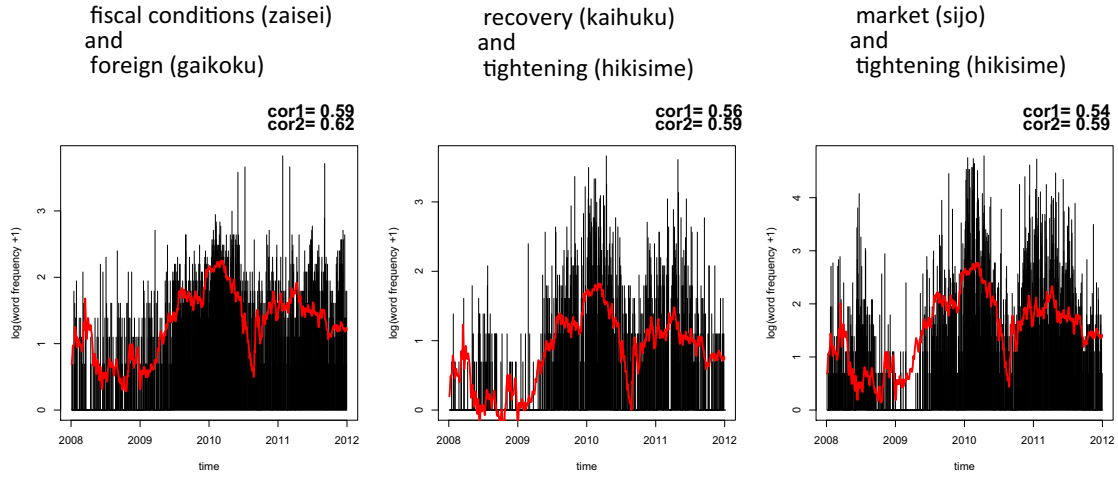 fiscal conditions (zaisei)
and
foreign (gaikoku)
cor1= 0.59
cor2= 0.62
log(word frequency +1)
3
2
1
0
2008 2009 2010 2011 2012
time
recovery (kaihuku)
and
tightening (hikisime)
cor1= 0.56
cor2= 0.59
log(word frequency +1)
3
2
1
0
2008 2009 2010 2011 2012
time
market (sijo)
and
tightening (hikisime)
cor1= 0.54
cor2= 0.59
log(word frequency +1)
4
3
2
1
0
2008 2009 2010 2011 2012
time